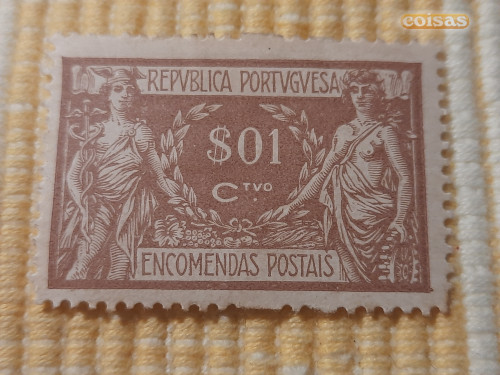 coisas
REPVBLICA PORTVGVESA
$01
CTVO.
ENCOMENDAS POSTAIS